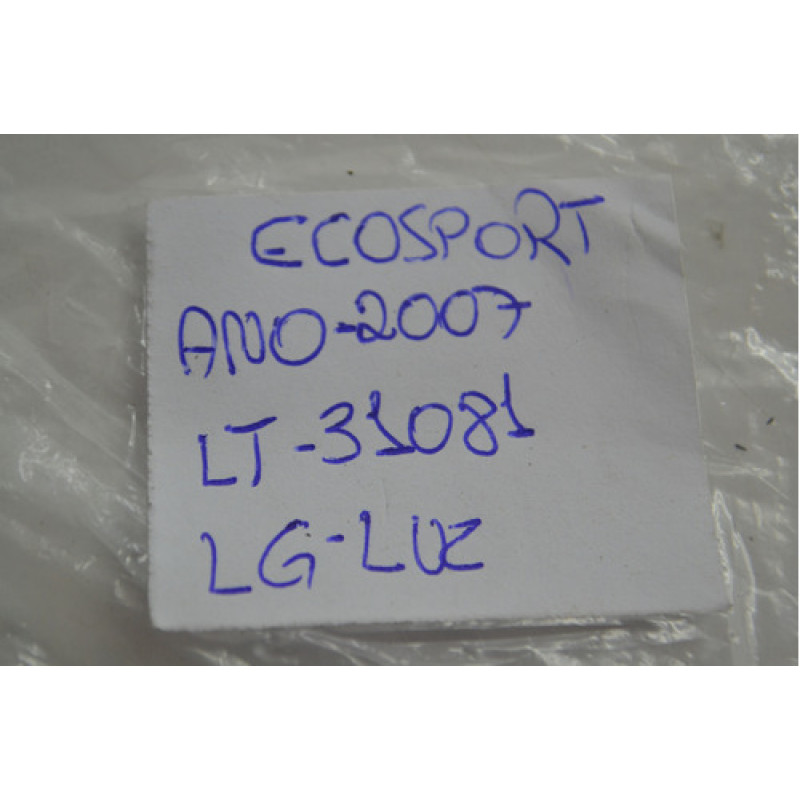 ECOSPORT
ANO-2007
LT-31081
LG-LUZ